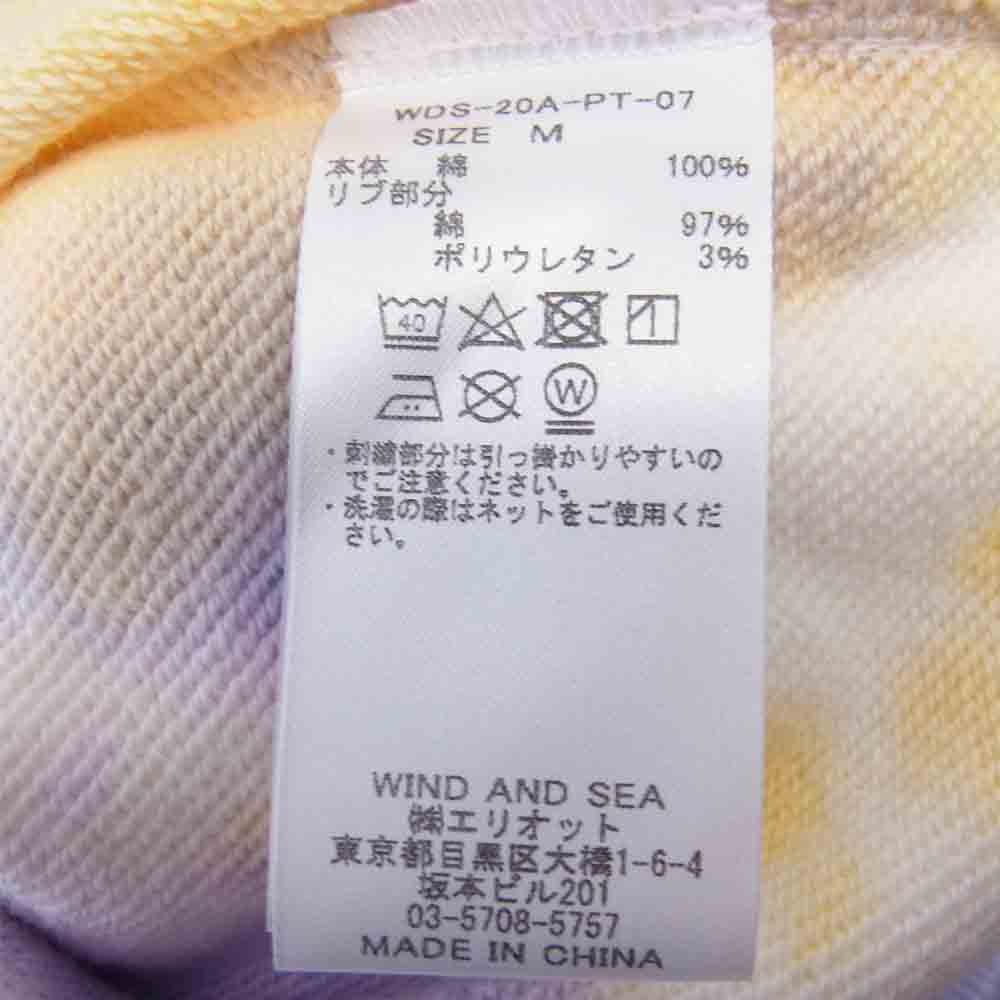 WDS-20A-PT-07
SIZE M
本体 綿 100%
リブ部分
綿 97%
ポリウレタン 3%
40
W
・刺繍部分は引っ掛かりやすいの
でご注意ください。
・洗濯の際はネットをご使用くだ
さい。
WIND AND SEA
㈱エリオット
東京都目黒区大橋1-6-4
坂本ビル201
03-5708-5757
MADE IN CHINA